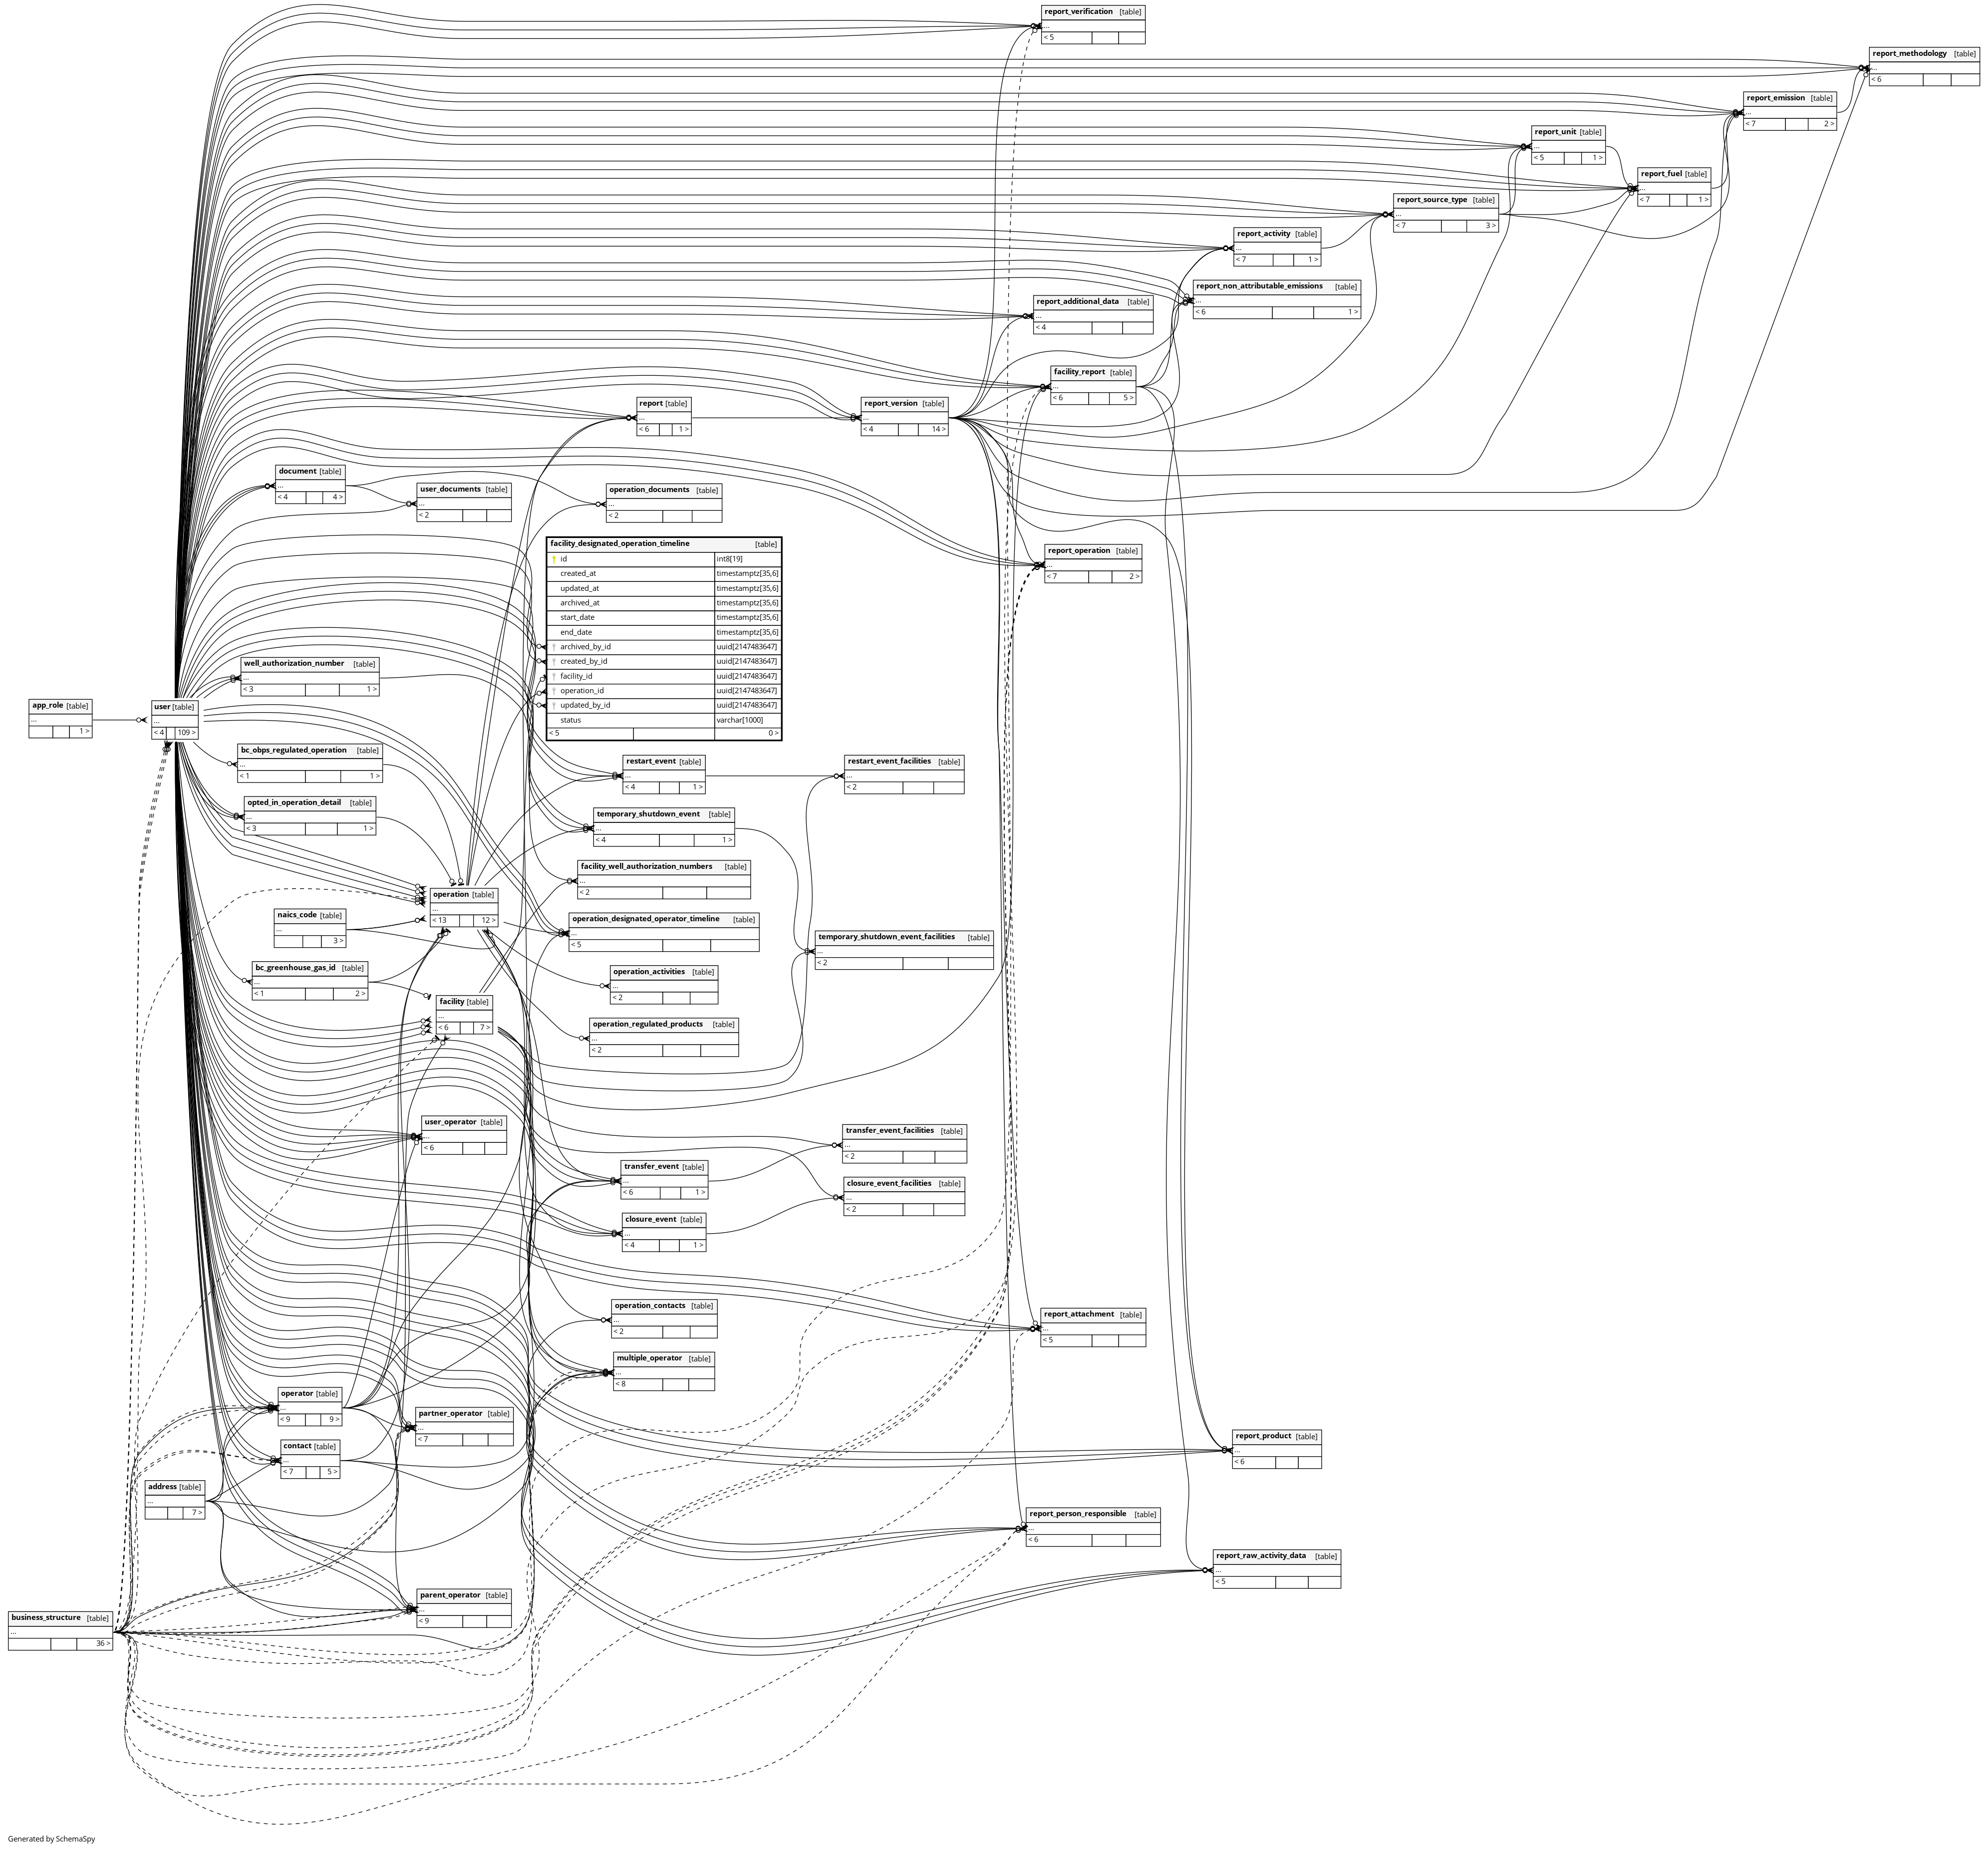 report_verification [table]
...
< 5
report_methodology [table]
...
< 6
report_emission [table]
...
< 7 2 >
report_unit [table]
...
< 5 1 >
report_fuel [table]
...
< 7 1 >
report_source_type [table]
...
< 7 3 >
report_activity [table]
...
< 7 1 >
report_non_attributable_emissions [table]
...
< 6 1 >
report_additional_data [table]
...
< 4
facility_report [table]
...
< 6 5 >
report [table]
...
< 6 1 >
report_version [table]
...
< 4 14 >
document [table]
...
< 4 4 >
user_documents [table]
...
< 2
operation_documents [table]
...
< 2
facility_designated_operation_timeline [table]
id int8[19]
created_at timestamptz[35,6]
updated_at timestamptz[35,6]
archived_at timestamptz[35,6]
start_date timestamptz[35,6]
end_date timestamptz[35,6]
archived_by_id uuid[2147483647]
created_by_id uuid[2147483647]
facility_id uuid[2147483647]
operation_id uuid[2147483647]
updated_by_id uuid[2147483647]
status varchar[1000]
< 5 0 >
report_operation [table]
...
< 7 2 >
well_authorization_number [table]
...
< 3 1 >
app_role [table]
...
1 >
user [table]
...
< 4 109 >
bc_obps_regulated_operation [table]
...
< 1 1 >
restart_event [table]
...
< 4 1 >
restart_event_facilities [table]
...
< 2
opted_in_operation_detail [table]
...
< 3 1 >
temporary_shutdown_event [table]
...
< 4 1 >
facility_well_authorization_numbers [table]
...
< 2
operation [table]
...
< 13 12 >
naics_code [table]
...
3 >
operation_designated_operator_timeline [table]
...
< 5
temporary_shutdown_event_facilities [table]
...
< 2
bc_greenhouse_gas_id [table]
...
< 1 2 >
operation_activities [table]
...
< 2
facility [table]
...
< 6 7 >
operation_regulated_products [table]
...
< 2
user_operator [table]
...
< 6
transfer_event_facilities [table]
...
< 2
transfer_event [table]
...
< 6 1 >
closure_event_facilities [table]
...
< 2
closure_event [table]
...
< 4 1 >
operation_contacts [table]
...
< 2
report_attachment [table]
...
< 5
multiple_operator [table]
...
< 8
operator [table]
...
< 9 9 >
partner_operator [table]
...
< 7
report_product [table]
...
< 6
contact [table]
...
< 7 5 >
address [table]
...
7 >
report_person_responsible [table]
...
< 6
report_raw_activity_data [table]
...
< 5
parent_operator [table]
...
< 9
business_structure [table]
...
36 >
Generated by SchemaSpy